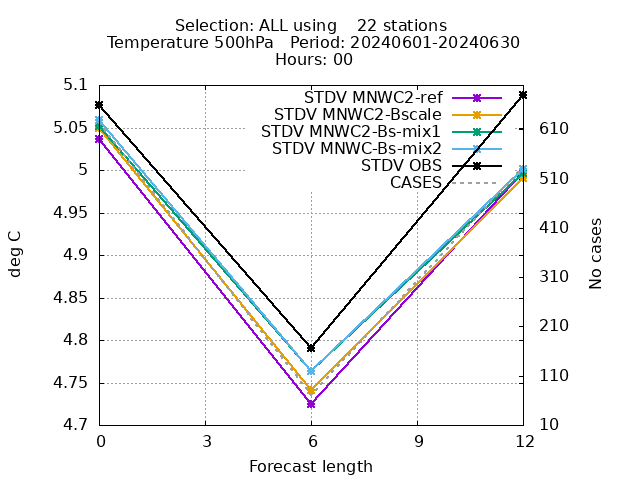 Selection: ALL using    22 stations
Temperature 500hPa   Period: 20240601-20240630
Hours: 00
STDV MNWC2-ref
STDV MNWC2-Bscale
STDV MNWC2-Bs-mix1
STDV MNWC-Bs-mix2
STDV OBS
CASES
5.1
5.05
5
4.95
4.9
4.85
4.8
4.75
4.7
deg C
610
510
410
310
210
110
10
No cases
0 3 6 9 12
Forecast length